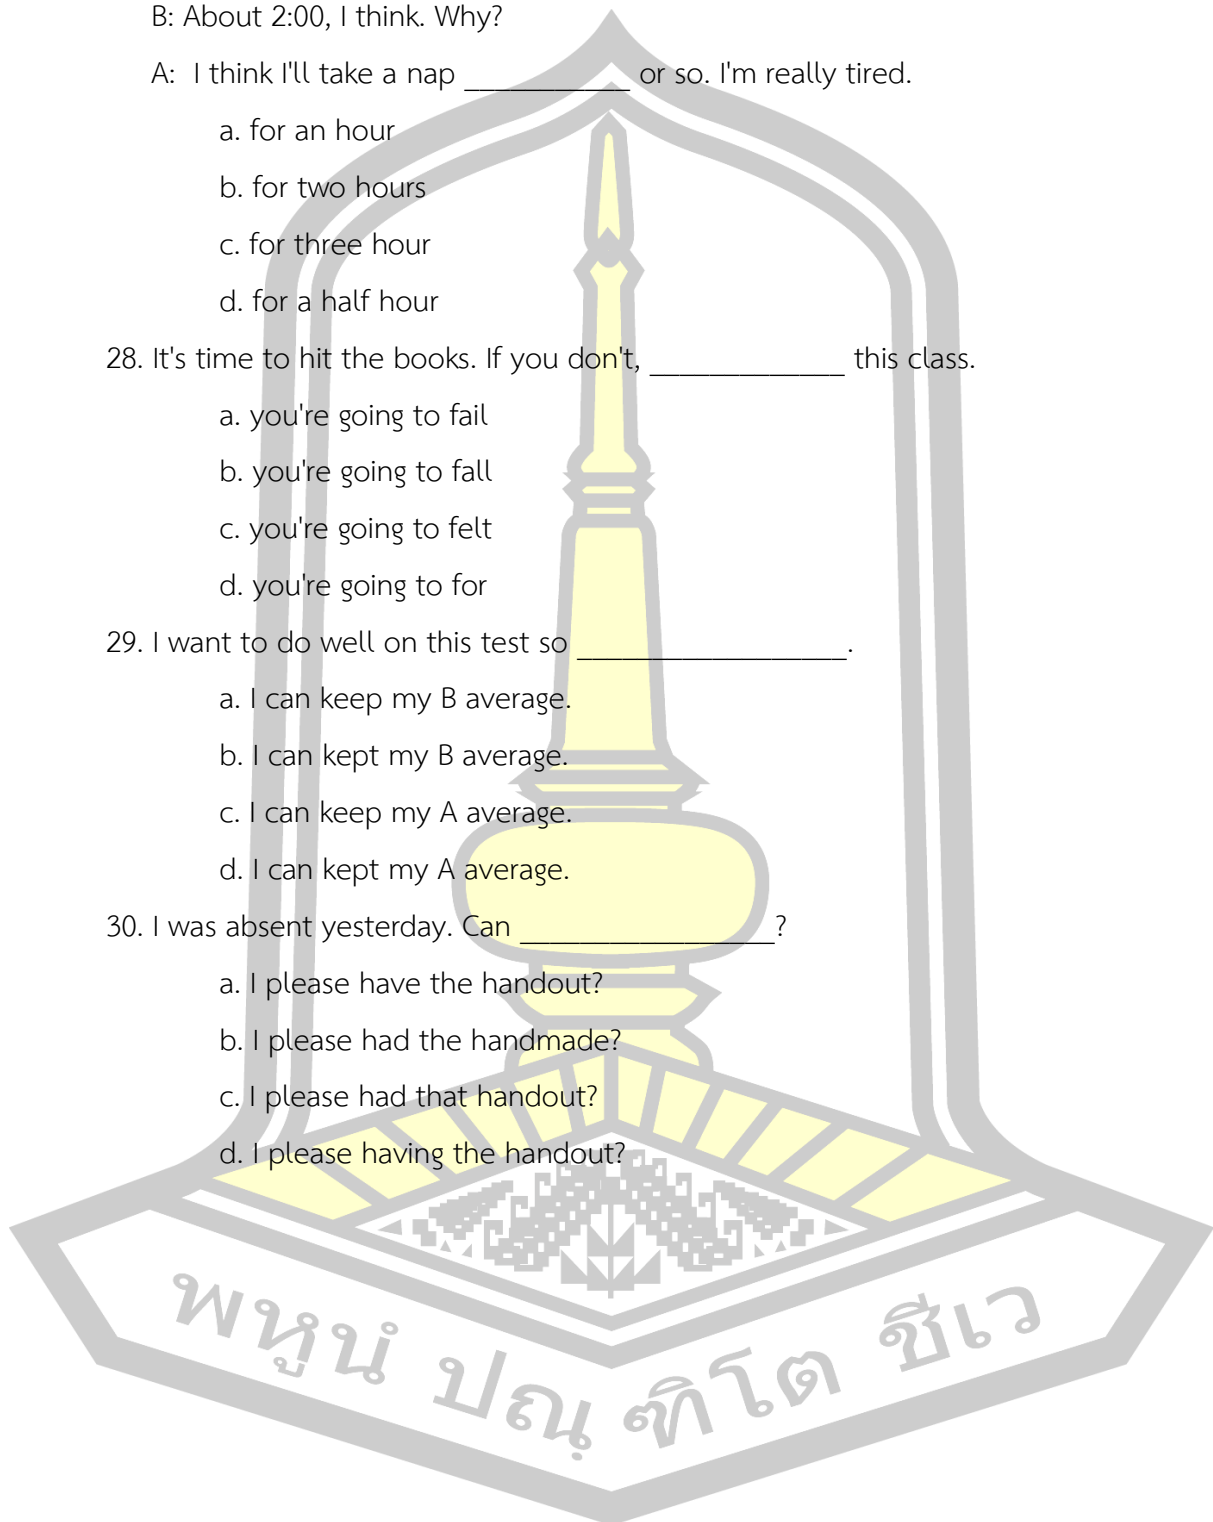 B: About 2:00, I think. Why?
A: I think I'll take a nap ___________ or so. I'm really tired.
a. for an hour
b. for two hours
c. for three hour
d. for a half hour
28. It's time to hit the books. If you don't, _____________ this class.
a. you're going to fail
b. you're going to fall
c. you're going to felt
d. you're going to for
29. I want to do well on this test so __________________.
a. I can keep my B average.
b. I can kept my B average.
c. I can keep my A average.
d. I can kept my A average.
30. I was absent yesterday. Can _________________?
a. I please have the handout?
b. I please had the handmade?
c. I please had that handout?
d. I please having the handout?
พหูนํ ปณฺฑิโต ชีเว